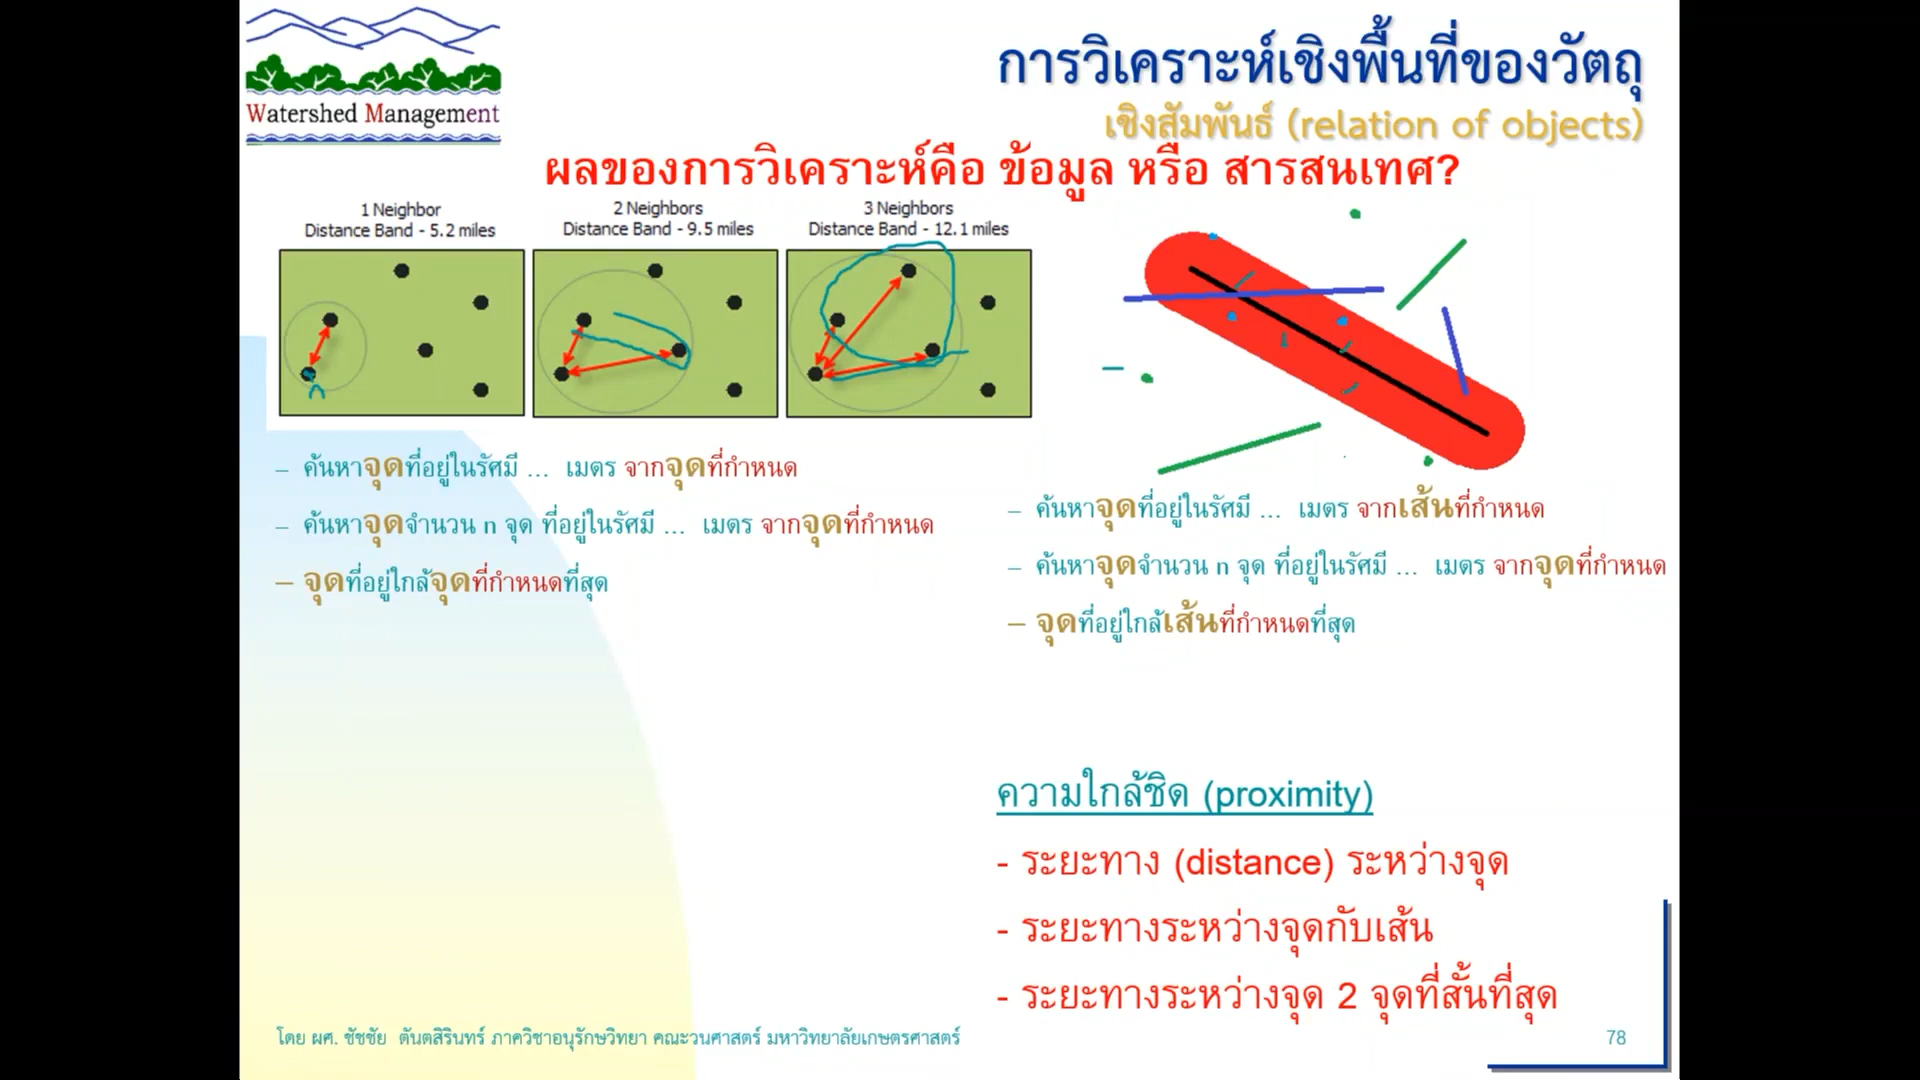 Watershed Management
การวิเคราะห์เชิงพื้นที่ของวัตถุ
เชิงสัมพันธ์ (relation of objects)
ผลของการวิเคราะห์คือ ข้อมูล หรือ สารสนเทศ?
1 Neighbor
Distance Band - 5.2 miles
2 Neighbors
Distance Band - 9.5 miles
3 Neighbors
Distance Band - 12.1 miles
– ค้นหาจุดที่อยู่ในรัศมี ... เมตร จากจุดที่กำหนด
– ค้นหาจุดจำนวน n จุด ที่อยู่ในรัศมี ... เมตร จากจุดที่กำหนด
– จุดที่อยู่ใกล้จุดที่กำหนดที่สุด
– ค้นหาจุดที่อยู่ในรัศมี ... เมตร จากเส้นที่กำหนด
– ค้นหาจุดจำนวน n จุด ที่อยู่ในรัศมี ... เมตร จากจุดที่กำหนด
– จุดที่อยู่ใกล้เส้นที่กำหนดที่สุด
ความใกล้ชิด (proximity)
- ระยะทาง (distance) ระหว่างจุด
- ระยะทางระหว่างจุดกับเส้น
- ระยะทางระหว่างจุด 2 จุดที่สั้นที่สุด
โดย ผศ. ชัชชัย ตันตสิรินทร์ ภาควิชาอนุรักษวิทยา คณะวนศาสตร์ มหาวิทยาลัยเกษตรศาสตร์
78